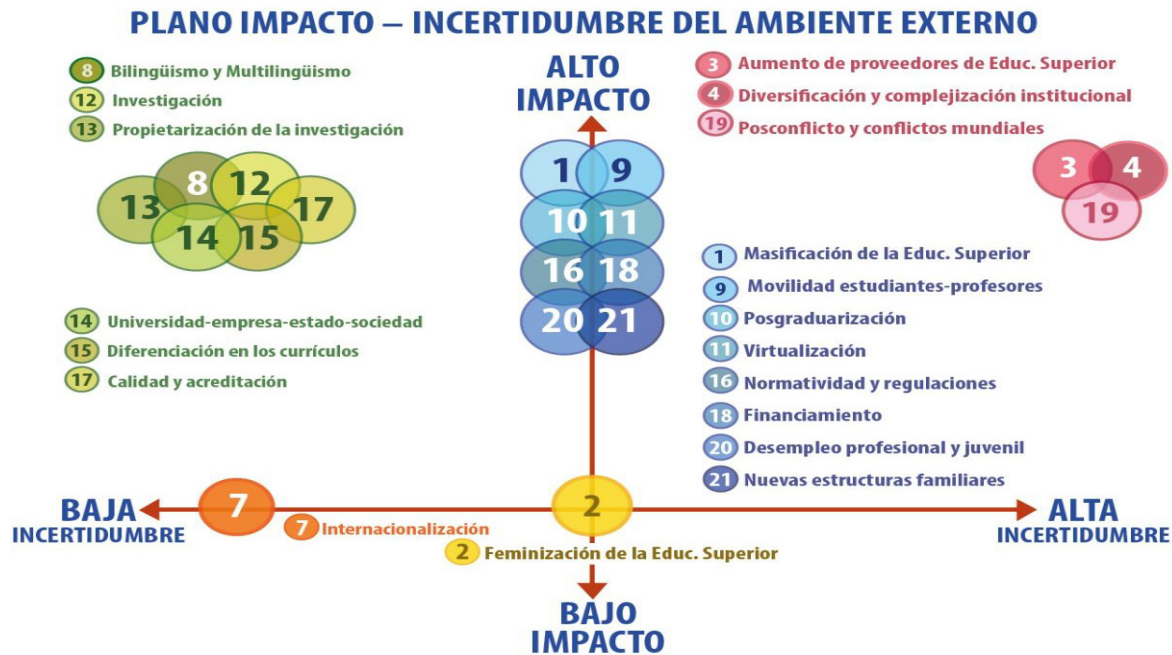 PLANO IMPACTO – INCERTIDUMBRE DEL AMBIENTE EXTERNO
8 Bilingüismo y Multilingüismo
12 Investigación
13 Propietarización de la investigación
13 8 12 17
14 15
14 Universidad-empresa-estado-sociedad
15 Diferenciación en los currículos
17 Calidad y acreditación
ALTO
IMPACTO
1 9
10 11
16 18
20 21
3 Aumento de proveedores de Educ. Superior
4 Diversificación y complejización institucional
19 Posconflicto y conflictos mundiales
3 4
19
1 Masificación de la Educ. Superior
9 Movilidad estudiantes-profesores
10 Posgraduarización
11 Virtualización
16 Normatividad y regulaciones
18 Financiamiento
20 Desempleo profesional y juvenil
21 Nuevas estructuras familiares
BAJA
INCERTIDUMBRE
7
7 Internacionalización
2
2 Feminización de la Educ. Superior
ALTA
INCERTIDUMBRE
BAJO
IMPACTO